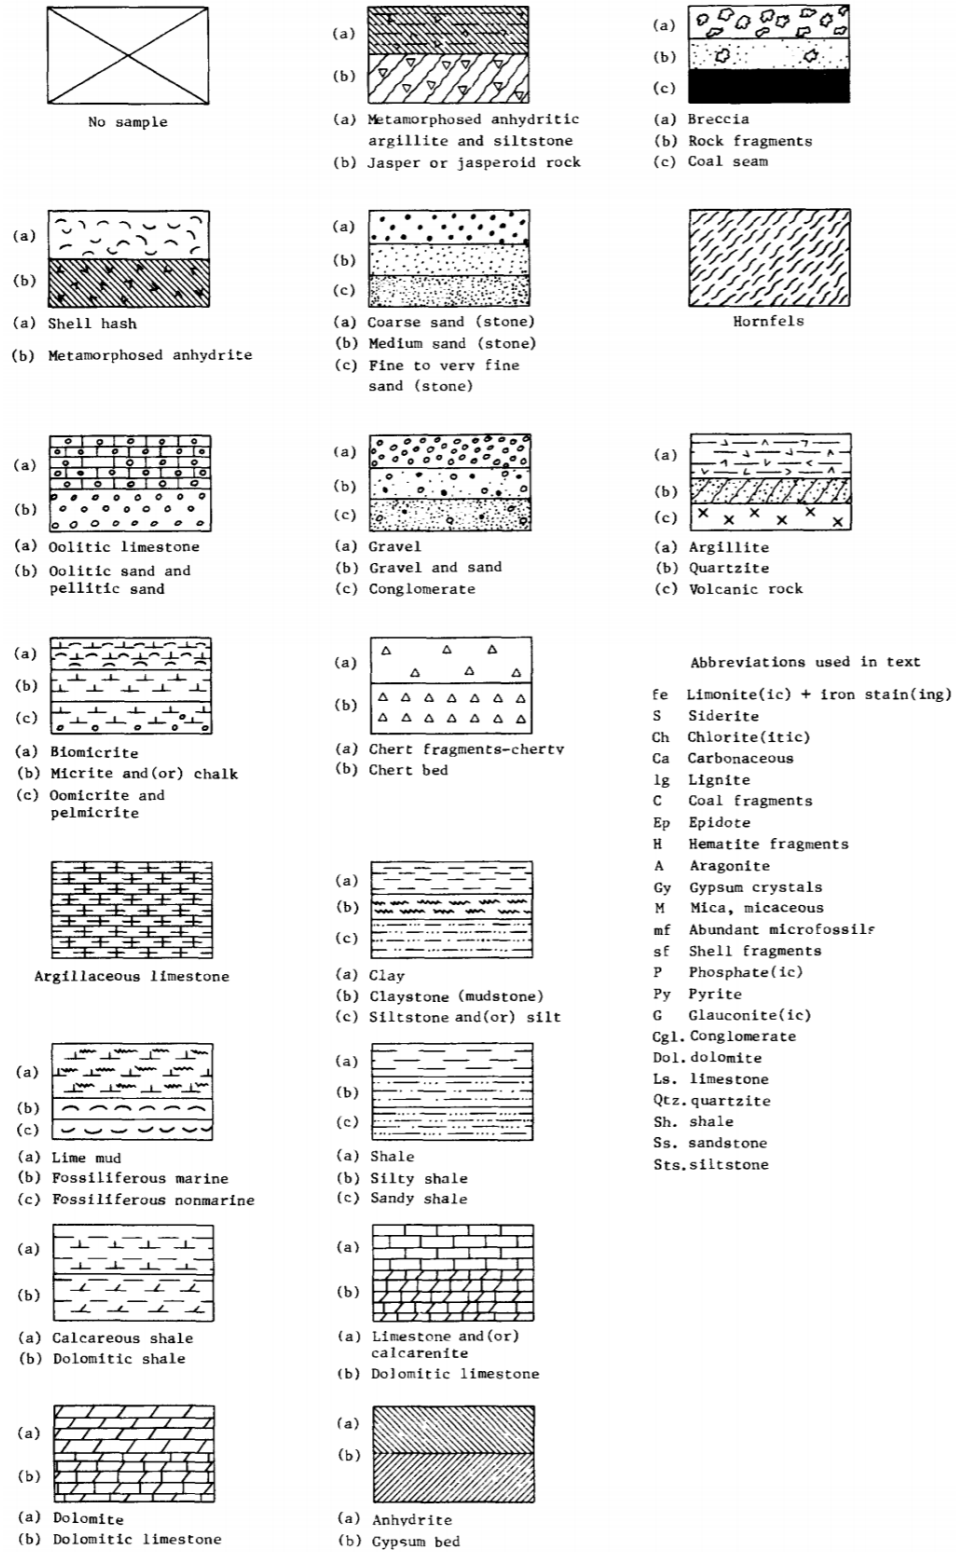 No sample
(a)
(b)
(a) Metamorphosed anhydritic
argillite and siltstone
(b) Jasper or jasperoid rock
(a)
(b)
(c)
(a) Breccia
(b) Rock fragments
(c) Coal seam
(a)
(b)
(a) Shell hash
(b) Metamorphosed anhydrite
(a)
(b)
(c)
(a) Coarse sand (stone)
(b) Medium sand (stone)
(c) Fine to very fine
sand (stone)
Hornfels
(a)
(b)
(a) Oolitic limestone
(b) Oolitic sand and
pellitic sand
(a)
(b)
(c)
(a) Gravel
(b) Gravel and sand
(c) Conglomerate
(a)
(b)
(c)
(a) Argillite
(b) Quartzite
(c) Volcanic rock
(a)
(b)
(c)
(a) Biomicrite
(b) Micrite and(or) chalk
(c) Oomicrite and
pelmicrite
(a)
(b)
(a) Chert fragments-cherty
(b) Chert bed
Argillaceous limestone
(a)
(b)
(c)
(a) Clay
(b) Claystone (mudstone)
(c) Siltstone and(or) silt
(a)
(b)
(c)
(a) Lime mud
(b) Fossiliferous marine
(c) Fossiliferous nonmarine
(a)
(b)
(c)
(a) Shale
(b) Silty shale
(c) Sandy shale
(a)
(b)
(a) Calcareous shale
(b) Dolomitic shale
(a)
(b)
(a) Limestone and(or)
calcarenite
(b) Dolomitic limestone
(a)
(b)
(a) Dolomite
(b) Dolomitic limestone
(a)
(b)
(a) Anhydrite
(b) Gypsum bed
Abbreviations used in text
fe Limonite(ic) + iron stain(ing)
S Siderite
Ch Chlorite(itic)
Ca Carbonaceous
lg Lignite
C Coal fragments
Ep Epidote
H Hematite fragments
A Aragonite
Gy Gypsum crystals
M Mica, micaceous
mf Abundant microfossils
sf Shell fragments
P Phosphate(ic)
Py Pyrite
G Glauconite(ic)
Cgl. Conglomerate
Dol. dolomite
Ls. limestone
Qtz. quartzite
Sh. shale
Ss. sandstone
Sts. siltstone